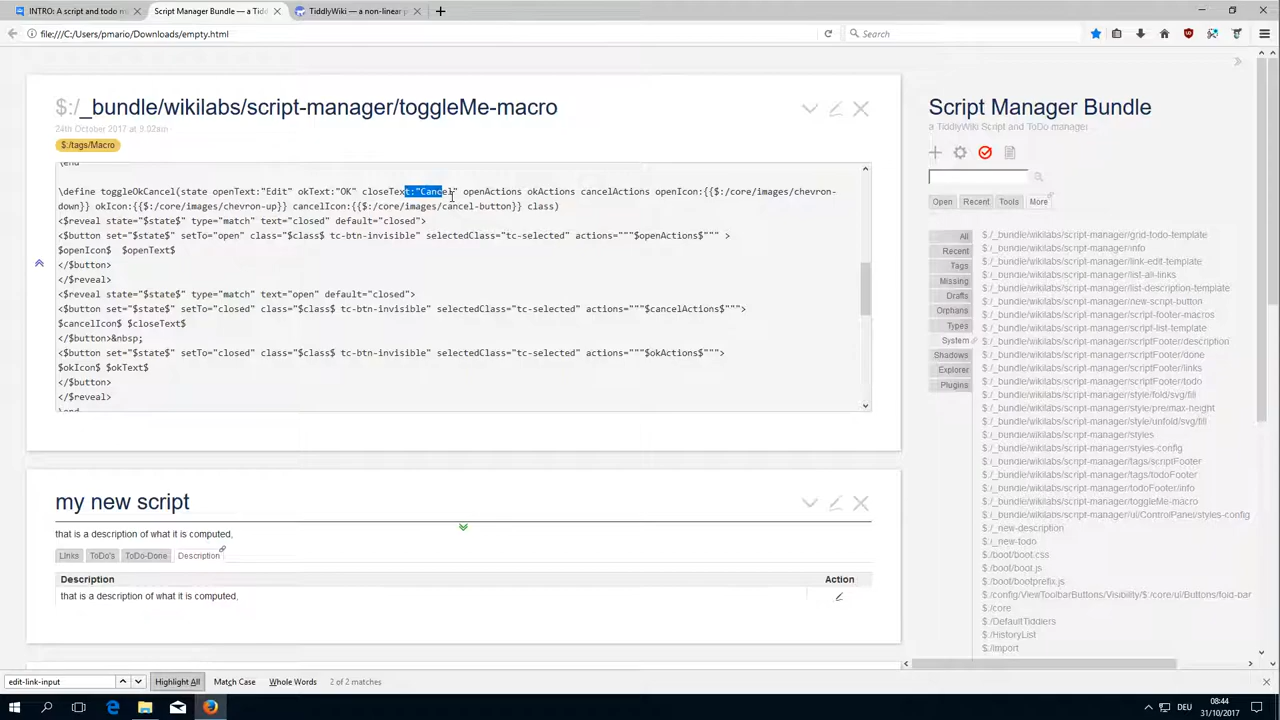 INTRO: A script and todo m
Script Manager Bundle — a Tiddl
TiddlyWiki — a non-linear p
file:///C:/Users/pmario/Downloads/empty.html
Search
$:/_bundle/wikilabs/script-manager/toggleMe-macro
24th October 2017 at 9:02am
$:/tags/Macro
\end
\define toggleOkCancel(state openText:"Edit" okText:"OK" closeText:"Cancel" openActions okActions cancelActions openIcon:{{$:/core/images/chevron-
down}} okIcon:{{$:/core/images/chevron-up}} cancelIcon:{{$:/core/images/cancel-button}} class)
<$reveal state="$state$" type="match" text="closed" default="closed">
<$button set="$state$" setTo="open" class="$class$ tc-btn-invisible" selectedClass="tc-selected" actions="""$openActions$""" >
$openIcon$ $openText$
</$button>
</$reveal>
<$reveal state="$state$" type="match" text="open" default="closed">
<$button set="$state$" setTo="closed" class="$class$ tc-btn-invisible" selectedClass="tc-selected" actions="""$cancelActions$""">
$cancelIcon$ $closeText$
</$button>&nbsp;
<$button set="$state$" setTo="closed" class="$class$ tc-btn-invisible" selectedClass="tc-selected" actions="""$okActions$""">
$okIcon$ $okText$
</$button>
</$reveal>
\end
my new script
that is a description of what it is computed,
Links ToDo's ToDo-Done Description
Description Action
that is a description of what it is computed,
Script Manager Bundle
a TiddlyWiki Script and ToDo manager
Open Recent Tools More
All
Recent
Tags
Missing
Drafts
Orphans
Types
System
Shadows
Explorer
Plugins
$:/_bundle/wikilabs/script-manager/grid-todo-template
$:/_bundle/wikilabs/script-manager/info
$:/_bundle/wikilabs/script-manager/link-edit-template
$:/_bundle/wikilabs/script-manager/list-all-links
$:/_bundle/wikilabs/script-manager/list-description-template
$:/_bundle/wikilabs/script-manager/new-script-button
$:/_bundle/wikilabs/script-manager/script-footer-macros
$:/_bundle/wikilabs/script-manager/script-list-template
$:/_bundle/wikilabs/script-manager/scriptFooter/description
$:/_bundle/wikilabs/script-manager/scriptFooter/done
$:/_bundle/wikilabs/script-manager/scriptFooter/links
$:/_bundle/wikilabs/script-manager/scriptFooter/todo
$:/_bundle/wikilabs/script-manager/style/fold/svg/fill
$:/_bundle/wikilabs/script-manager/style/pre/max-height
$:/_bundle/wikilabs/script-manager/style/unfold/svg/fill
$:/_bundle/wikilabs/script-manager/styles
$:/_bundle/wikilabs/script-manager/styles-config
$:/_bundle/wikilabs/script-manager/tags/scriptFooter
$:/_bundle/wikilabs/script-manager/tags/todoFooter
$:/_bundle/wikilabs/script-manager/todoFooter/info
$:/_bundle/wikilabs/script-manager/toggleMe-macro
$:/_bundle/wikilabs/script-manager/ui/ControlPanel/styles-config
$:/_new-description
$:/_new-todo
$:/boot/boot.css
$:/boot/boot.js
$:/boot/bootprefix.js
$:/config/ViewToolbarButtons/Visibility/$:/core/ui/Buttons/fold-bar
$:/core
$:/DefaultTiddlers
$:/HistoryList
$:/Import
edit-link-input Highlight All Match Case Whole Words 2 of 2 matches
DEU
08:44
31/10/2017